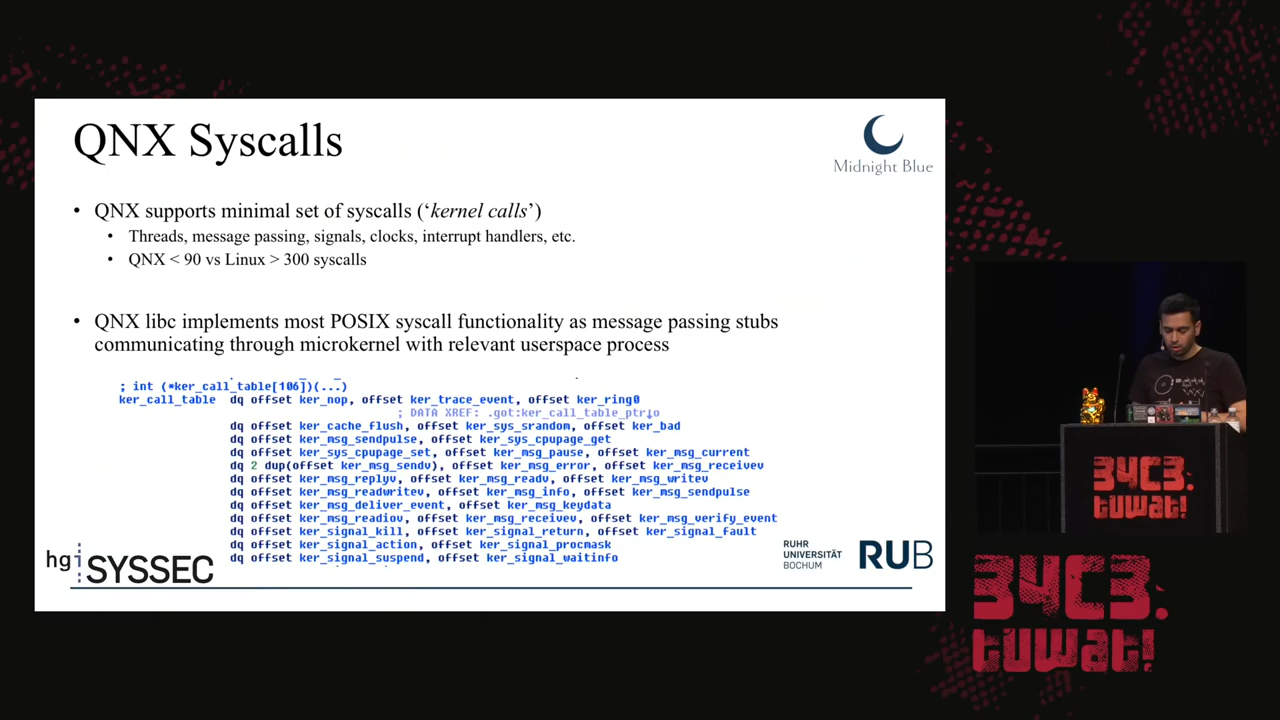 QNX Syscalls
Midnight Blue
• QNX supports minimal set of syscalls (‘kernel calls’)
• Threads, message passing, signals, clocks, interrupt handlers, etc.
• QNX < 90 vs Linux > 300 syscalls
• QNX libc implements most POSIX syscall functionality as message passing stubs
communicating through microkernel with relevant userspace process
; int (*ker_call_table[106])(...)
ker_call_table dq offset ker_nop, offset ker_trace_event, offset ker_ring0
; DATA XREF: .got:ker_call_table_ptr↓o
dq offset ker_cache_flush, offset ker_sys_srandom, offset ker_bad
dq offset ker_msg_sendpulse, offset ker_sys_cpupage_get
dq offset ker_sys_cpupage_set, offset ker_msg_pause, offset ker_msg_current
dq 2 dup(offset ker_msg_sendv), offset ker_msg_error, offset ker_msg_receivev
dq offset ker_msg_replyv, offset ker_msg_readv, offset ker_msg_writev
dq offset ker_msg_readwritev, offset ker_msg_info, offset ker_msg_sendpulse
dq offset ker_msg_deliver_event, offset ker_msg_keydata
dq offset ker_msg_readiov, offset ker_msg_receivev, offset ker_msg_verify_event
dq offset ker_signal_kill, offset ker_signal_return, offset ker_signal_fault
dq offset ker_signal_action, offset ker_signal_procmask
dq offset ker_signal_suspend, offset ker_signal_waitinfo
hgi SYSSEC
RUHR
UNIVERSITÄT
BOCHUM
RUB
34C3.
tuwat!
34C3.
tuwat!